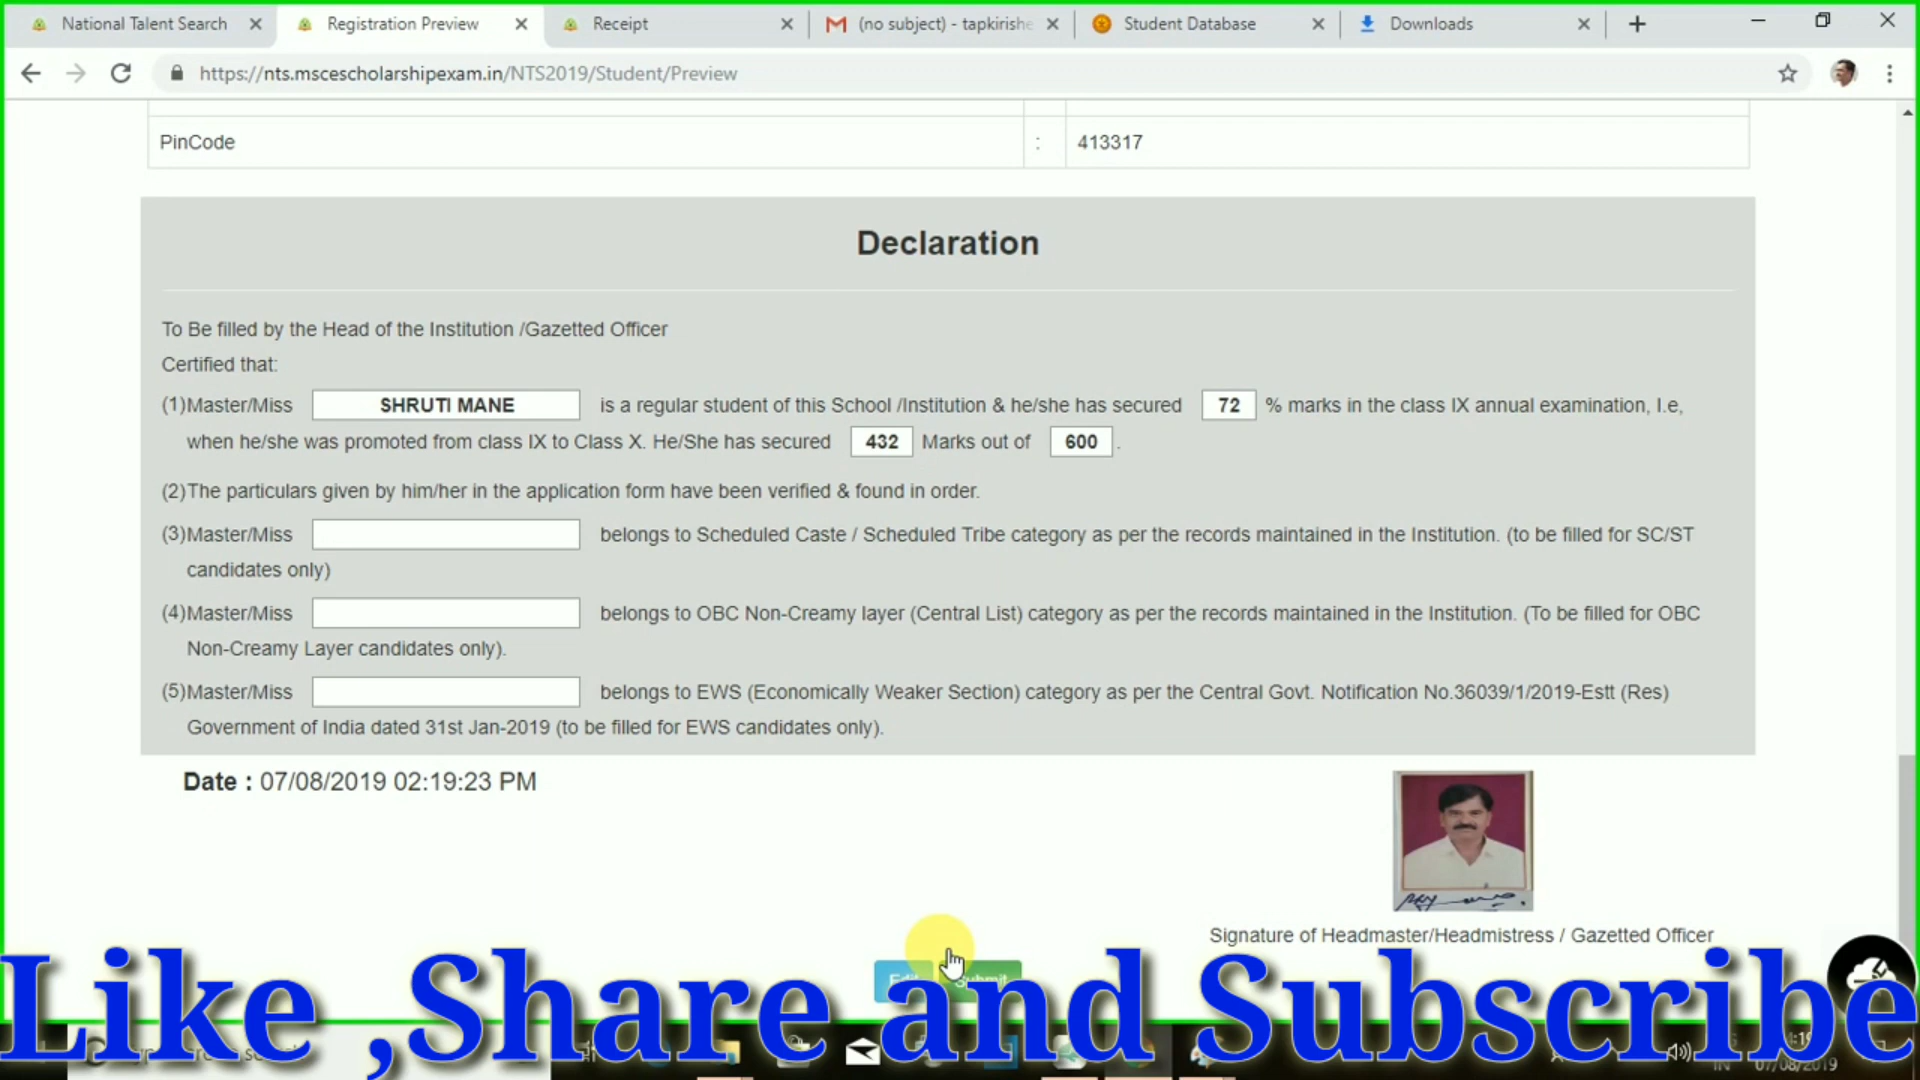 National Talent Search
Registration Preview
Receipt
(no subject) - tapkirishe
Student Database
Downloads
https://nts.mscescholarshipexam.in/NTS2019/Student/Preview
PinCode : 413317
Declaration
To Be filled by the Head of the Institution /Gazetted Officer
Certified that:
(1)Master/Miss SHRUTI MANE is a regular student of this School /Institution & he/she has secured 72 % marks in the class IX annual examination, I.e,
when he/she was promoted from class IX to Class X. He/She has secured 432 Marks out of 600 .
(2)The particulars given by him/her in the application form have been verified & found in order.
(3)Master/Miss belongs to Scheduled Caste / Scheduled Tribe category as per the records maintained in the Institution. (to be filled for SC/ST
candidates only)
(4)Master/Miss belongs to OBC Non-Creamy layer (Central List) category as per the records maintained in the Institution. (To be filled for OBC
Non-Creamy Layer candidates only).
(5)Master/Miss belongs to EWS (Economically Weaker Section) category as per the Central Govt. Notification No.36039/1/2019-Estt (Res)
Government of India dated 31st Jan-2019 (to be filled for EWS candidates only).
Date : 07/08/2019 02:19:23 PM
Signature of Headmaster/Headmistress / Gazetted Officer
Edit Submit
Like ,Share and Subscribe
07/08/2019